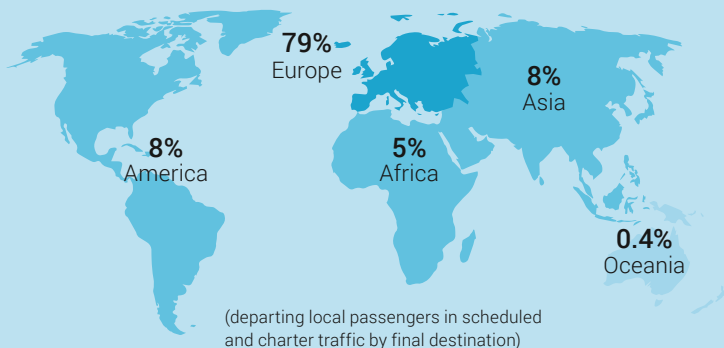 79%
Europe
8%
Asia
8%
America
5%
Africa
0.4%
Oceania
(departing local passengers in scheduled
and charter traffic by final destination)